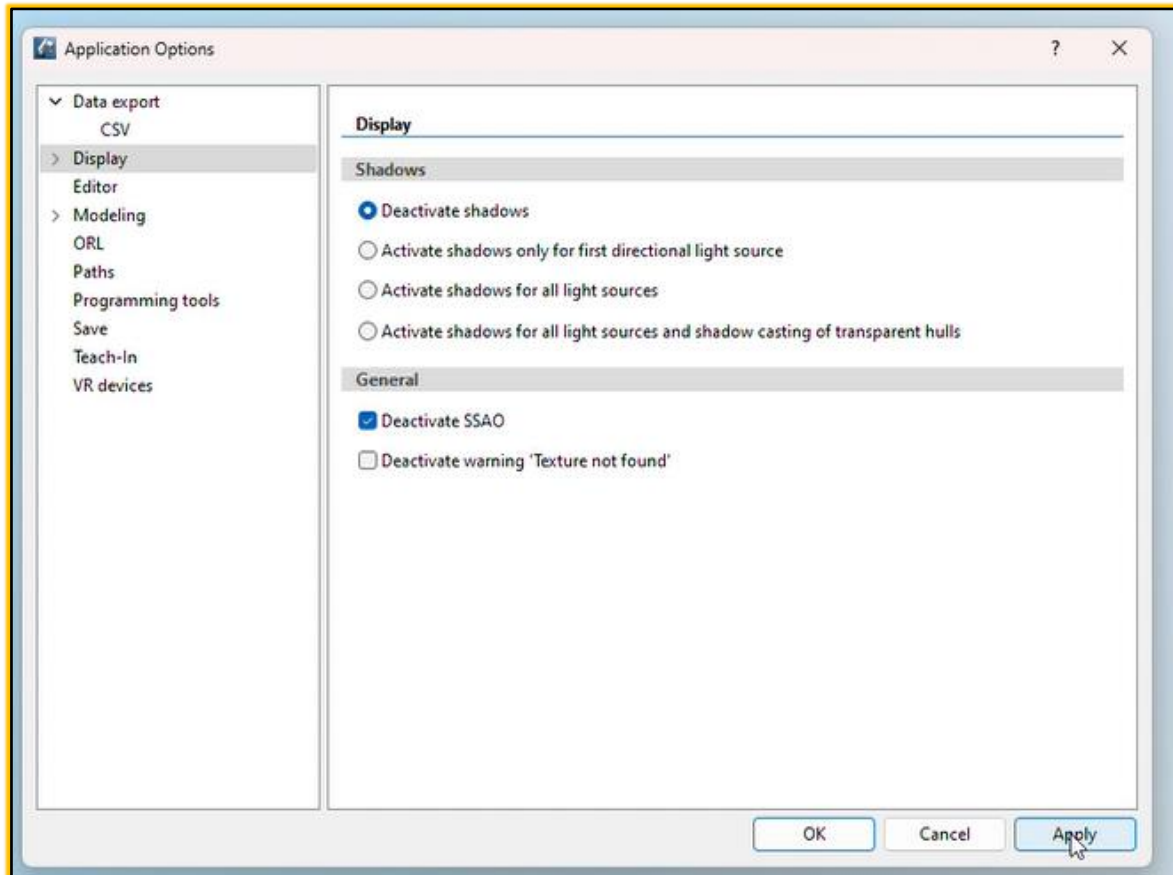 Application Options
?
Data export
CSV
Display
Editor
Modeling
ORL
Paths
Programming tools
Save
Teach-In
VR devices
Display
Shadows
Deactivate shadows
Activate shadows only for first directional light source
Activate shadows for all light sources
Activate shadows for all light sources and shadow casting of transparent hulls
General
Deactivate SSAO
Deactivate warning 'Texture not found'
OK Cancel Apply